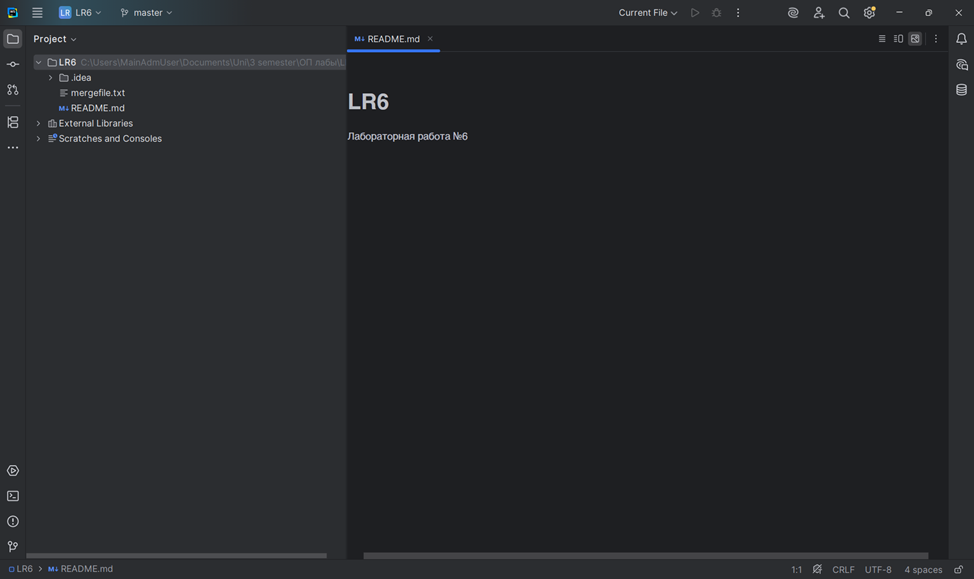 LR LR6 master Current File
Project
README.md
LR6 C:\Users\MainAdmUser\Documents\Uni\3 semester\ОП лабы\L
.idea
mergefile.txt
M↓ README.md
External Libraries
Scratches and Consoles
LR6
Лабораторная работа №6
LR6 > M↓ README.md 1:1 CRLF UTF-8 4 spaces